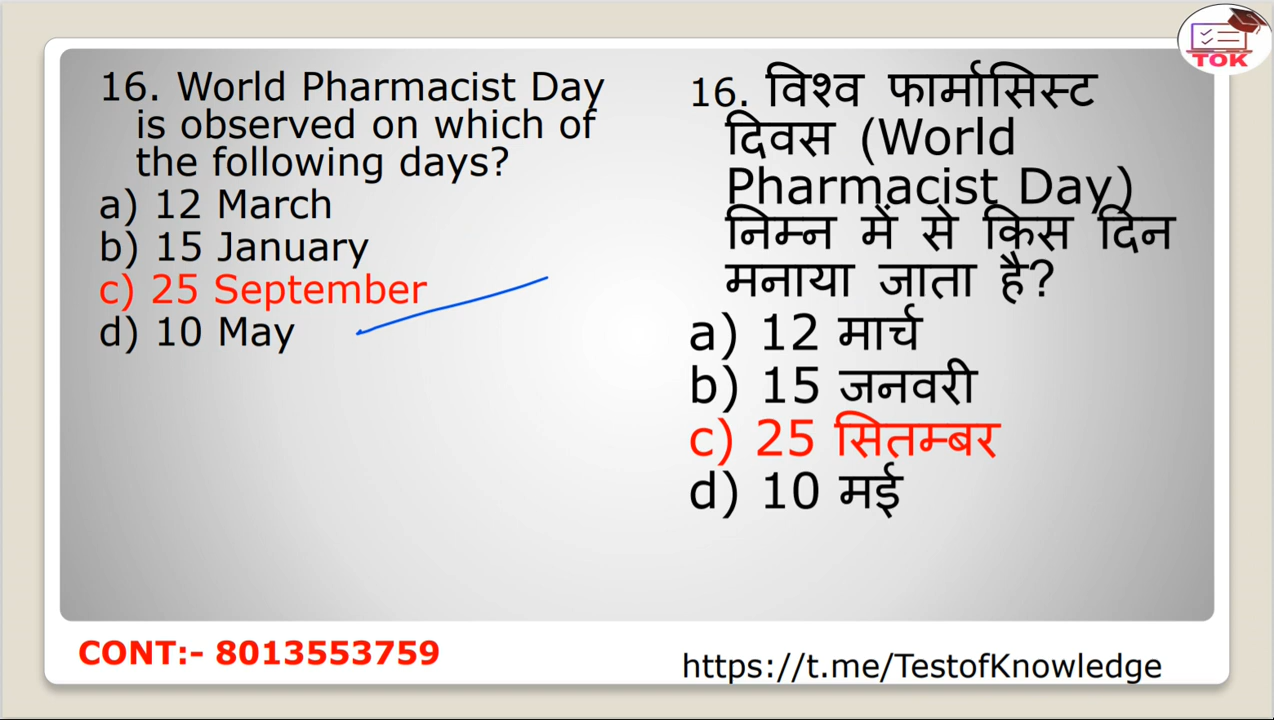 TOK
16. World Pharmacist Day
is observed on which of
the following days?
a) 12 March
b) 15 January
c) 25 September
d) 10 May
16. विश्व फार्मासिस्ट
दिवस (World
Pharmacist Day)
निम्न में से किस दिन
मनाया जाता है?
a) 12 मार्च
b) 15 जनवरी
c) 25 सितम्बर
d) 10 मई
CONT:- 8013553759
https://t.me/TestofKnowledge